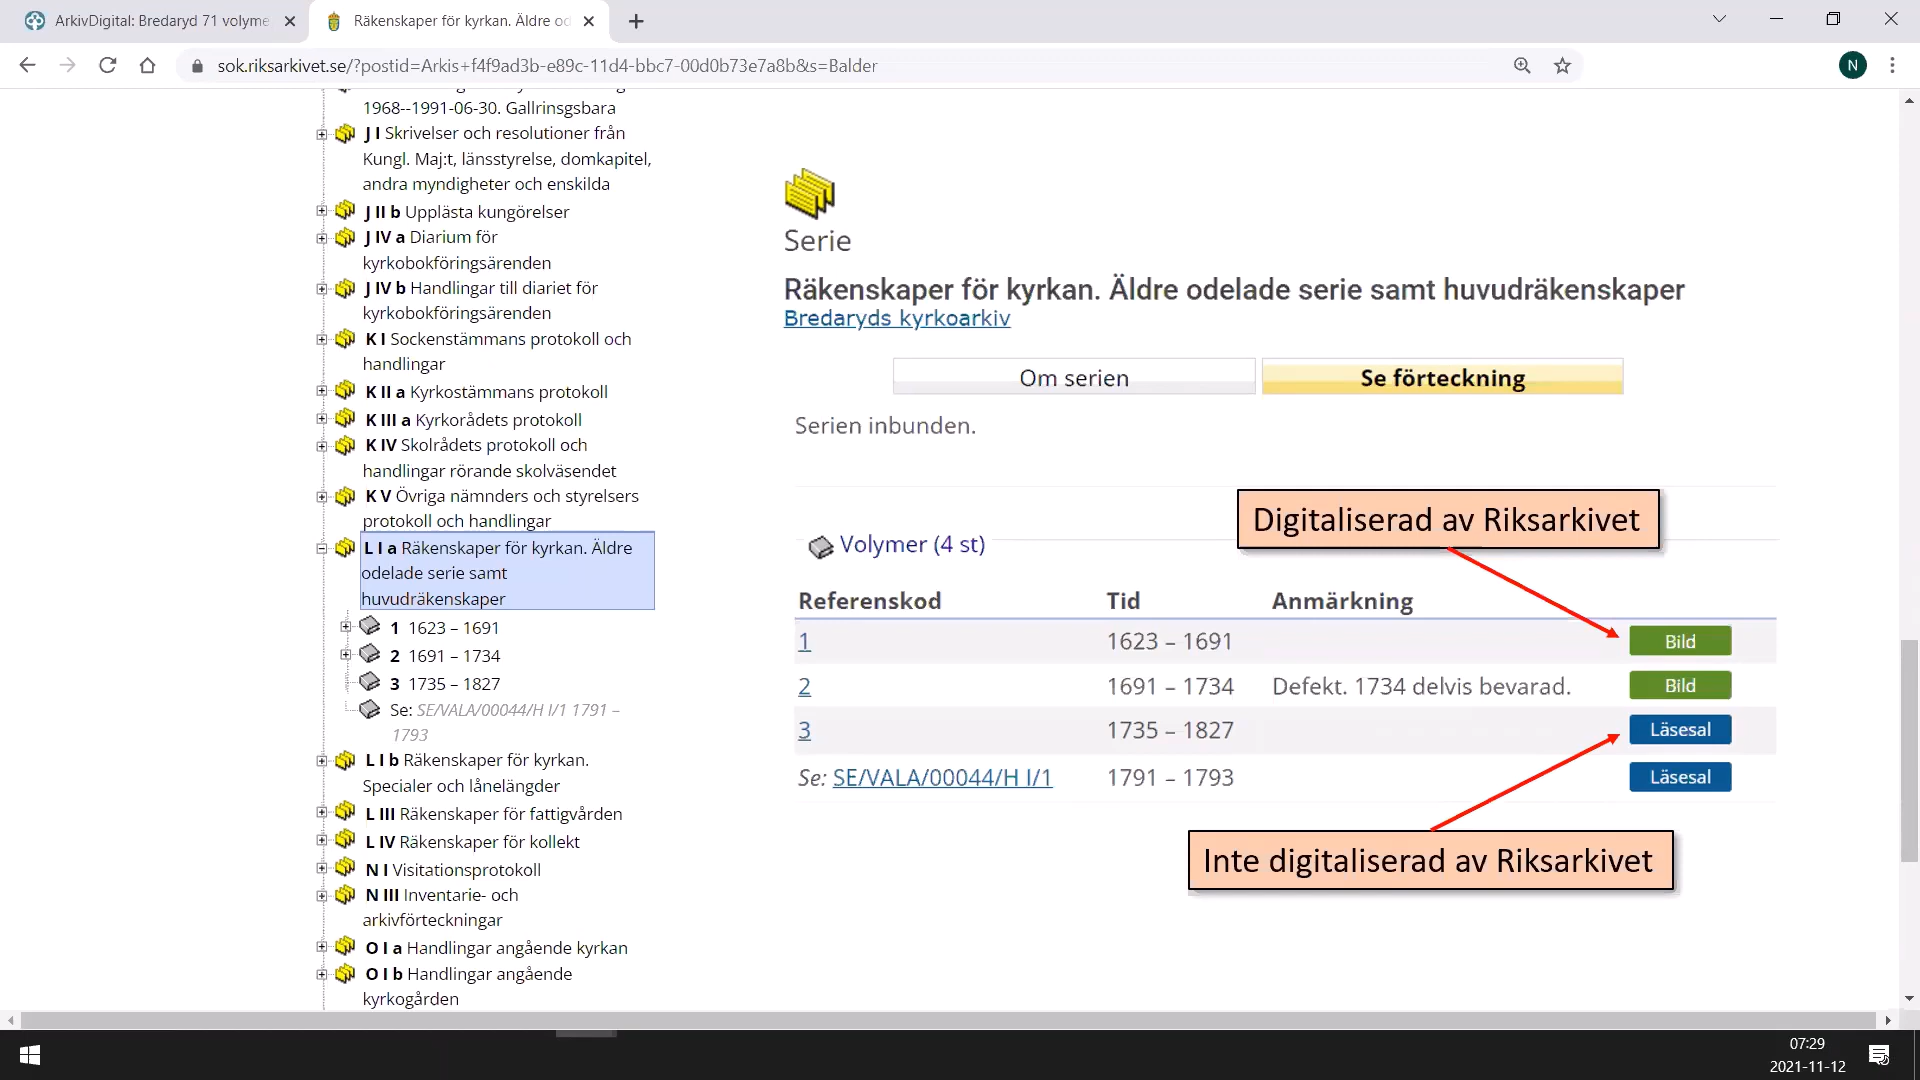 ArkivDigital: Bredaryd 71 volyme
Räkenskaper för kyrkan. Äldre od
sok.riksarkivet.se/?postid=Arkis+f4f9ad3b-e89c-11d4-bbc7-00d0b73e7a8b&s=Balder
N
1968--1991-06-30. Gallrinsgsbara
J I Skrivelser och resolutioner från
Kungl. Maj:t, länsstyrelse, domkapitel,
andra myndigheter och enskilda
J II b Upplästa kungörelser
J IV a Diarium för
kyrkobokföringsärenden
J IV b Handlingar till diariet för
kyrkobokföringsärenden
K I Sockenstämmans protokoll och
handlingar
K II a Kyrkostämmans protokoll
K III a Kyrkorådets protokoll
K IV Skolrådets protokoll och
handlingar rörande skolväsendet
K V Övriga nämnders och styrelsers
protokoll och handlingar
L I a Räkenskaper för kyrkan. Äldre
odelade serie samt
huvudräkenskaper
1 1623 – 1691
2 1691 – 1734
3 1735 – 1827
Se: SE/VALA/00044/H I/1 1791 –
1793
L I b Räkenskaper för kyrkan.
Specialer och lånelängder
L III Räkenskaper för fattigvården
L IV Räkenskaper för kollekt
N I Visitationsprotokoll
N III Inventarie- och
arkivförteckningar
O I a Handlingar angående kyrkan
O I b Handlingar angående
kyrkogården
Serie
Räkenskaper för kyrkan. Äldre odelade serie samt huvudräkenskaper
Bredaryds kyrkoarkiv
Om serien
Se förteckning
Serien inbunden.
Digitaliserad av Riksarkivet
Volymer (4 st)
Referenskod Tid Anmärkning
1 1623 – 1691 Bild
2 1691 – 1734 Defekt. 1734 delvis bevarad. Bild
3 1735 – 1827 Läsesal
Se: SE/VALA/00044/H I/1 1791 – 1793 Läsesal
Inte digitaliserad av Riksarkivet
07:29
2021-11-12